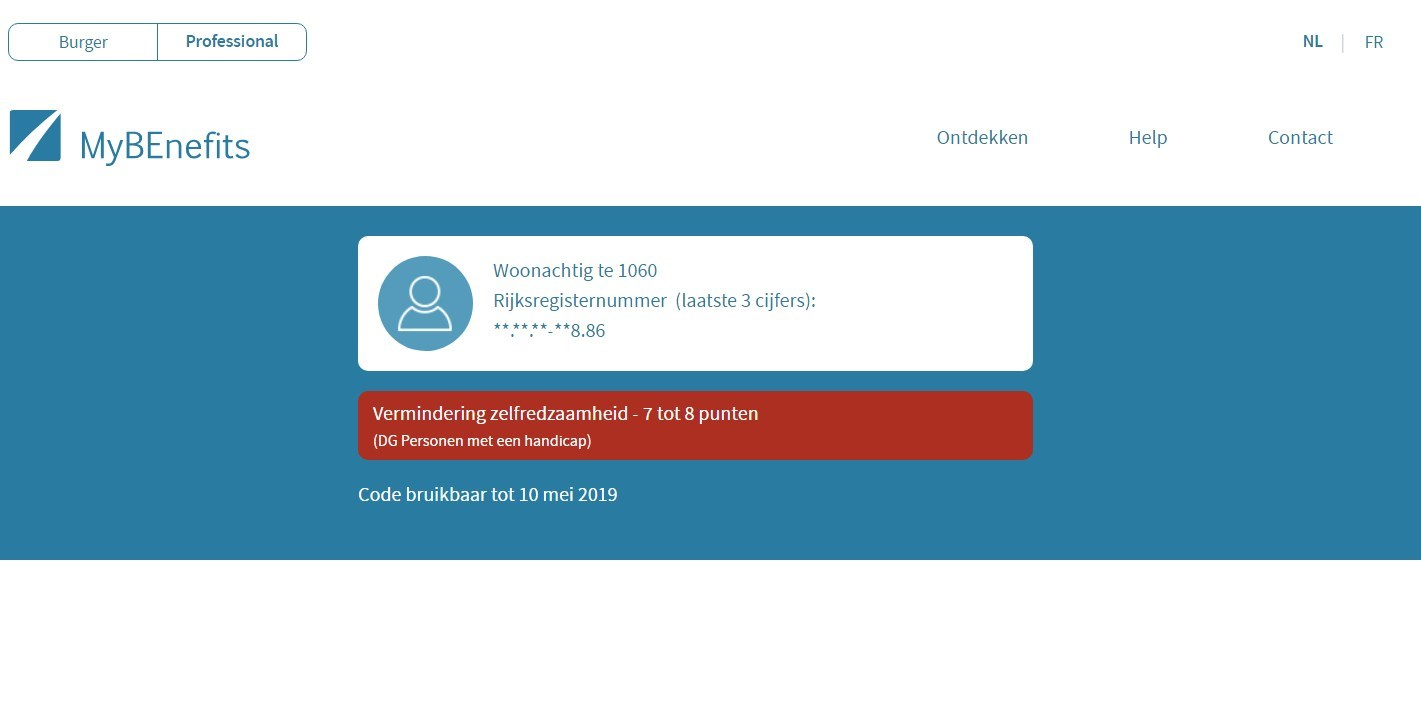 Burger
Professional
NL | FR
MyBEnefits
Ontdekken
Help
Contact
Woonachtig te 1060
Rijksregisternummer (laatste 3 cijfers):
**.**.**-**8.86
Vermindering zelfredzaamheid - 7 tot 8 punten
(DG Personen met een handicap)
Code bruikbaar tot 10 mei 2019